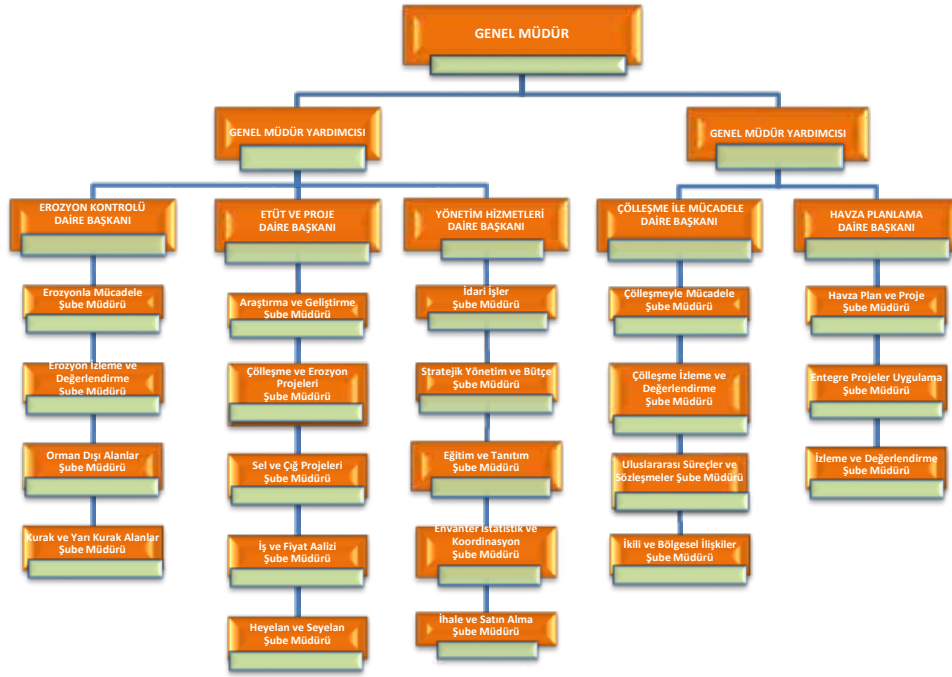 GENEL MÜDÜR
GENEL MÜDÜR YARDIMCISI
GENEL MÜDÜR YARDIMCISI
EROZYON KONTROLÜ
DAİRE BAŞKANI
Erozyonla Mücadele
Şube Müdürü
Erozyon İzleme ve
Değerlendirme
Şube Müdürü
Orman Dışı Alanlar
Şube Müdürü
Kurak ve Yarı Kurak Alanlar
Şube Müdürü
ETÜT VE PROJE
DAİRE BAŞKANI
Araştırma ve Geliştirme
Şube Müdürü
Çölleşme ve Erozyon
Projeleri
Şube Müdürü
Sel ve Çığ Projeleri
Şube Müdürü
İş ve Fiyat Aalizi
Şube Müdürü
Heyelan ve Seyelan
Şube Müdürü
YÖNETİM HİZMETLERİ
DAİRE BAŞKANI
İdari İşler
Şube Müdürü
Stratejik Yönetim ve Bütçe
Şube Müdürü
Eğitim ve Tanıtım
Şube Müdürü
Envanter İstatistik ve
Koordinasyon
Şube Müdürü
İhale ve Satın Alma
Şube Müdürü
ÇÖLLEŞME İLE MÜCADELE
DAİRE BAŞKANI
Çölleşmeyle Mücadele
Şube Müdürü
Çölleşme İzleme ve
Değerlendirme
Şube Müdürü
Uluslararası Süreçler ve
Sözleşmeler Şube Müdürü
İkili ve Bölgesel İlişkiler
Şube Müdürü
HAVZA PLANLAMA
DAİRE BAŞKANI
Havza Plan ve Proje
Şube Müdürü
Entegre Projeler Uygulama
Şube Müdürü
İzleme ve Değerlendirme
Şube Müdürü